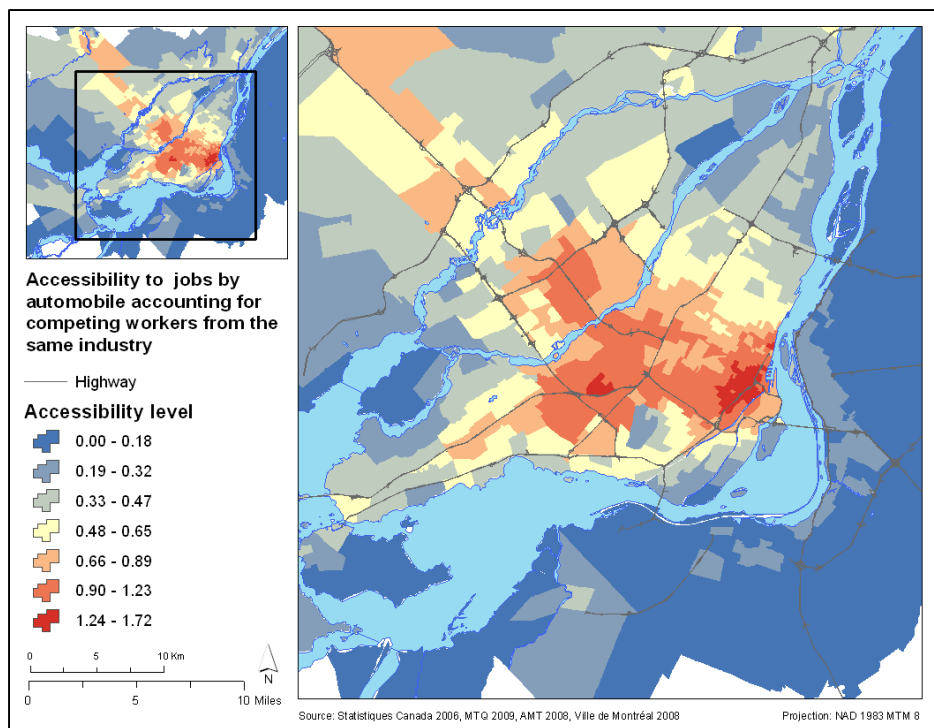 Accessibility to jobs by
automobile accounting for
competing workers from the
same industry
Highway
Accessibility level
0.00 - 0.18
0.19 - 0.32
0.33 - 0.47
0.48 - 0.65
0.66 - 0.89
0.90 - 1.23
1.24 - 1.72
0 5 10 Km
N
0 5 10 Miles
Source: Statistiques Canada 2006, MTQ 2009, AMT 2008, Ville de Montréal 2008
Projection: NAD 1983 MTM 8